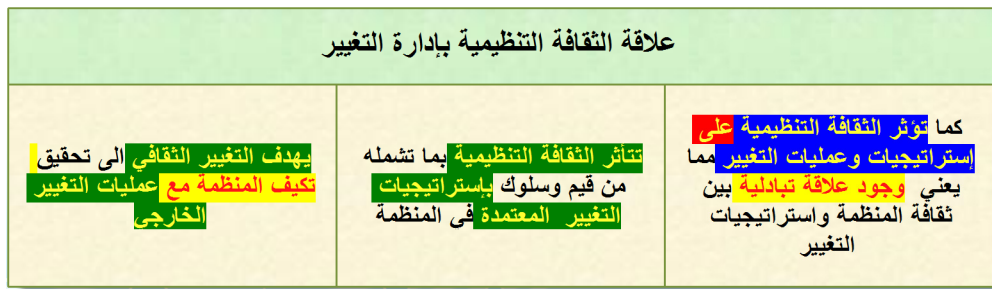 علاقة الثقافة التنظيمية بإدارة التغيير
كما تؤثر الثقافة التنظيمية على
إستراتيجيات وعمليات التغيير مما
يعني وجود علاقة تبادلية بين
ثقافة المنظمة واستراتيجيات
التغيير
تتأثر الثقافة التنظيمية بما تشمله
من قيم وسلوك بإستراتيجيات
التغيير المعتمدة في المنظمة
يهدف التغيير الثقافي الى تحقيق
تكيف المنظمة مع عمليات التغيير
الخارجي